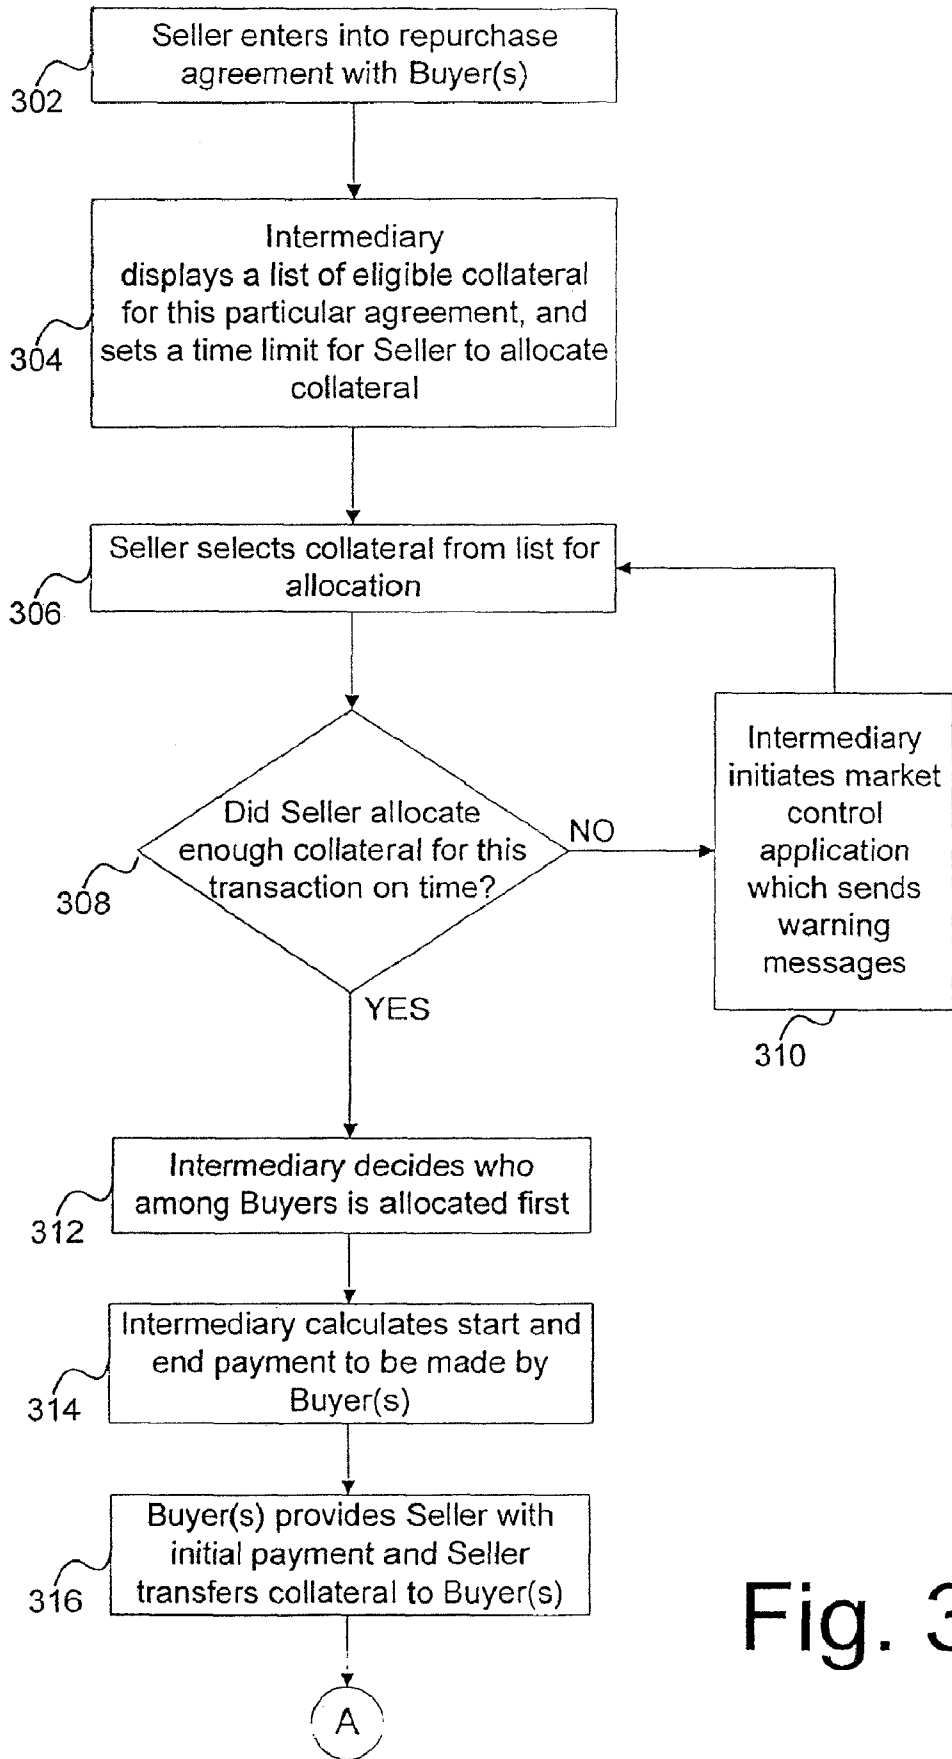 Seller enters into repurchase
agreement with Buyer(s)
302
Intermediary
displays a list of eligible collateral
for this particular agreement, and
sets a time limit for Seller to allocate
collateral
304
Seller selects collateral from list for
allocation
306
Did Seller allocate
enough collateral for this
transaction on time?
308
NO
Intermediary
initiates market
control
application
which sends
warning
messages
310
YES
Intermediary decides who
among Buyers is allocated first
312
Intermediary calculates start and
end payment to be made by
Buyer(s)
314
Buyer(s) provides Seller with
initial payment and Seller
transfers collateral to Buyer(s)
316
A
Fig. 3